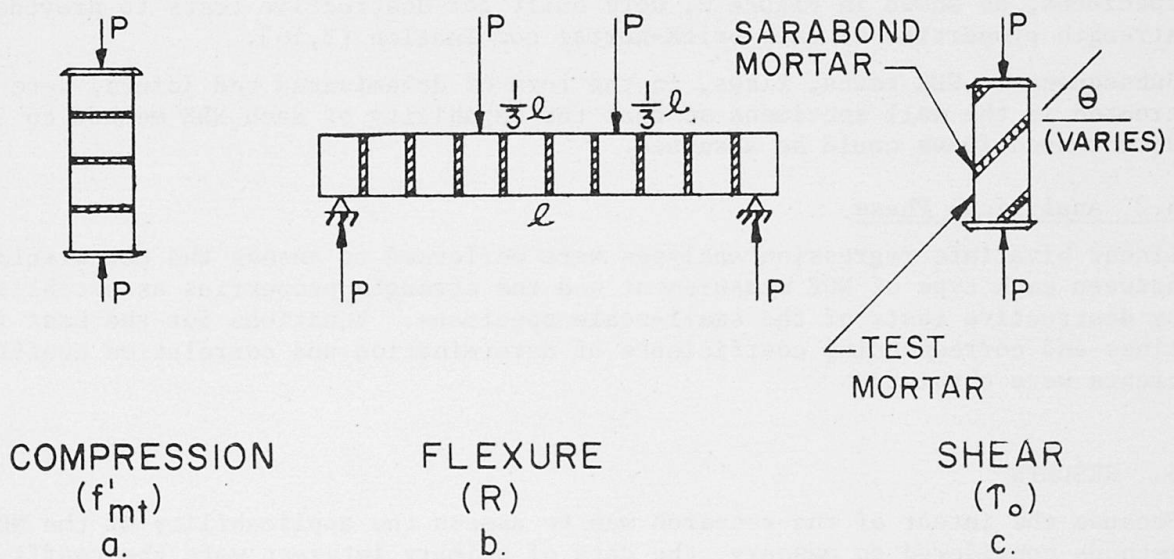 P
P
P
P
SARABOND
MORTAR
1/3 ℓ
1/3 ℓ
θ
(VARIES)
ℓ
P
P
P
P
TEST
MORTAR
COMPRESSION
(f'mt)
a.
FLEXURE
(R)
b.
SHEAR
(τo)
c.